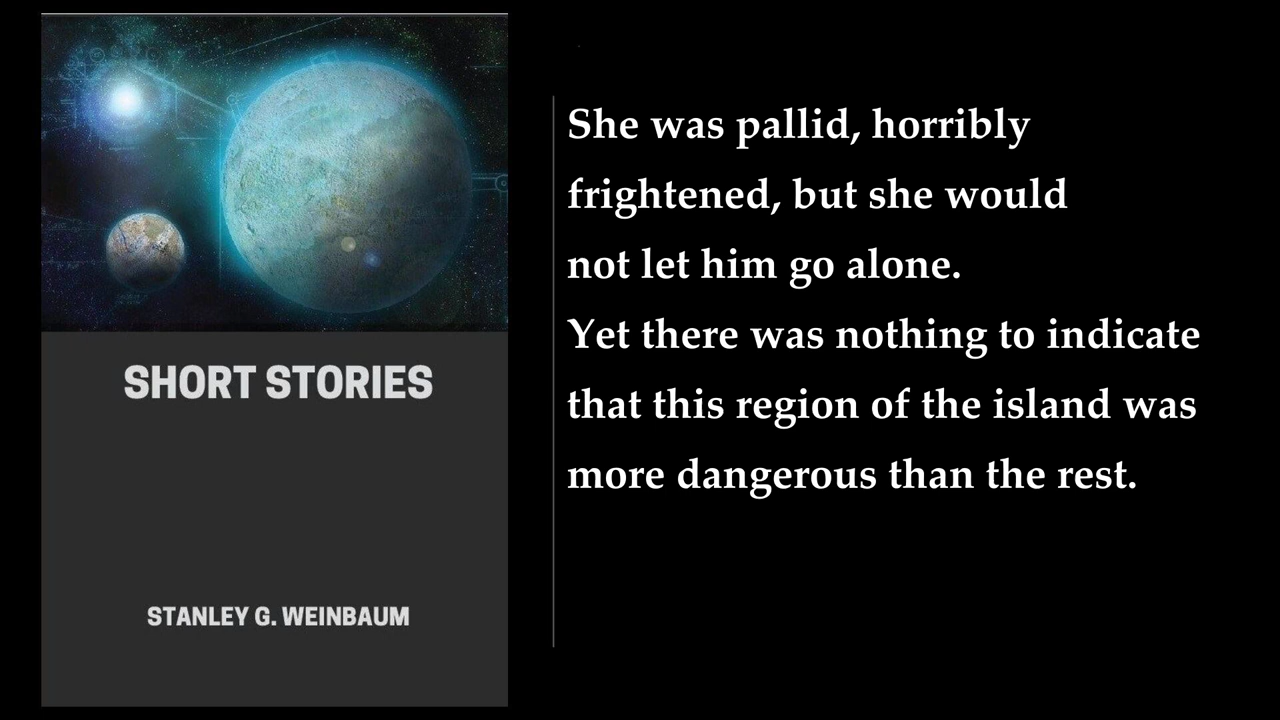 SHORT STORIES
STANLEY G. WEINBAUM
She was pallid, horribly
frightened, but she would
not let him go alone.
Yet there was nothing to indicate
that this region of the island was
more dangerous than the rest.